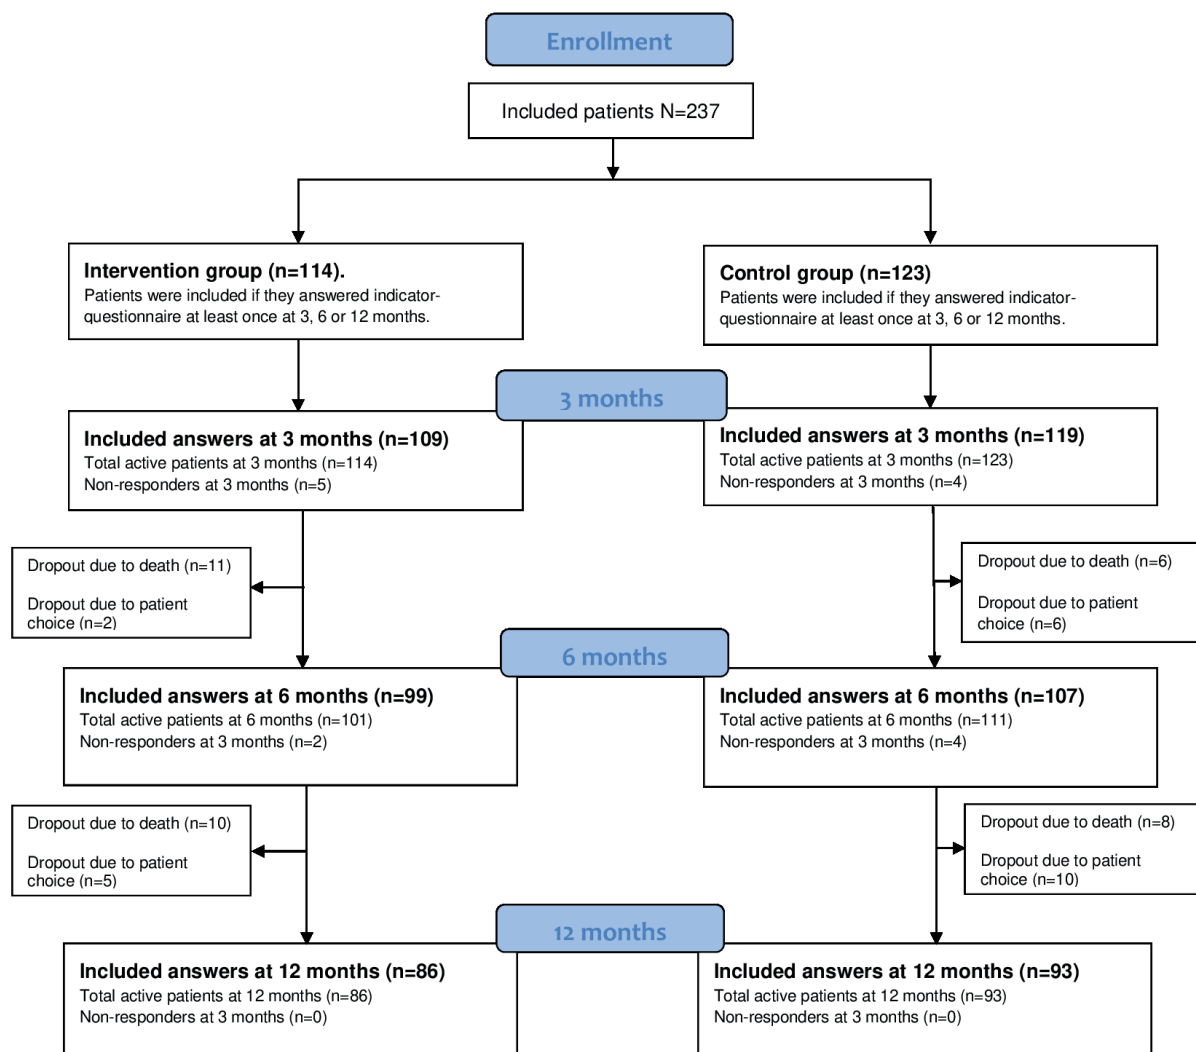 Enrollment
Included patients N=237
Intervention group (n=114).
Patients were included if they answered indicator-
questionnaire at least once at 3, 6 or 12 months.
Control group (n=123)
Patients were included if they answered indicator-
questionnaire at least once at 3, 6 or 12 months.
3 months
Included answers at 3 months (n=109)
Total active patients at 3 months (n=114)
Non-responders at 3 months (n=5)
Included answers at 3 months (n=119)
Total active patients at 3 months (n=123)
Non-responders at 3 months (n=4)
Dropout due to death (n=11)
Dropout due to patient
choice (n=2)
Dropout due to death (n=6)
Dropout due to patient
choice (n=6)
6 months
Included answers at 6 months (n=99)
Total active patients at 6 months (n=101)
Non-responders at 3 months (n=2)
Included answers at 6 months (n=107)
Total active patients at 6 months (n=111)
Non-responders at 3 months (n=4)
Dropout due to death (n=10)
Dropout due to patient
choice (n=5)
Dropout due to death (n=8)
Dropout due to patient
choice (n=10)
12 months
Included answers at 12 months (n=86)
Total active patients at 12 months (n=86)
Non-responders at 3 months (n=0)
Included answers at 12 months (n=93)
Total active patients at 12 months (n=93)
Non-responders at 3 months (n=0)